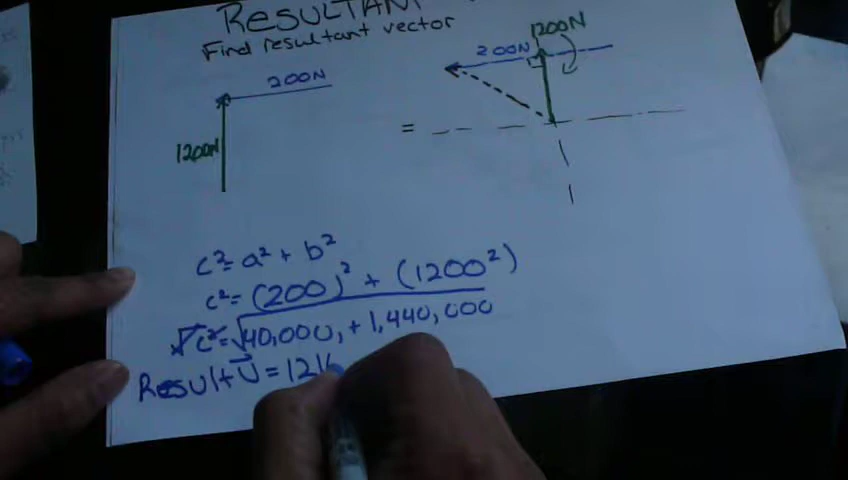 RESULTANT
Find resultant vector
200N
1200N
=
200N
1200N
c² = a² + b²
c² = (200)² + (1200²)
√c² = √40,000, + 1,440,000
Result U⃗ = 121